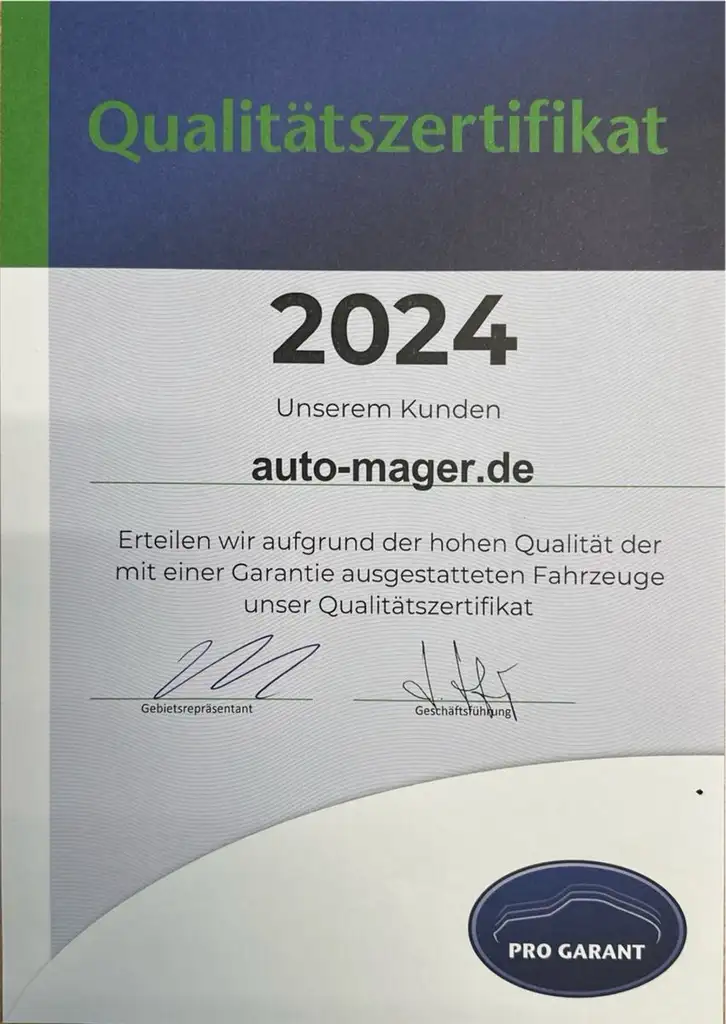 Qualitätszertifikat
2024
Unserem Kunden
auto-mager.de
Erteilen wir aufgrund der hohen Qualität der
mit einer Garantie ausgestatteten Fahrzeuge
unser Qualitätszertifikat
Gebietsrepräsentant
Geschäftsführung
PRO GARANT